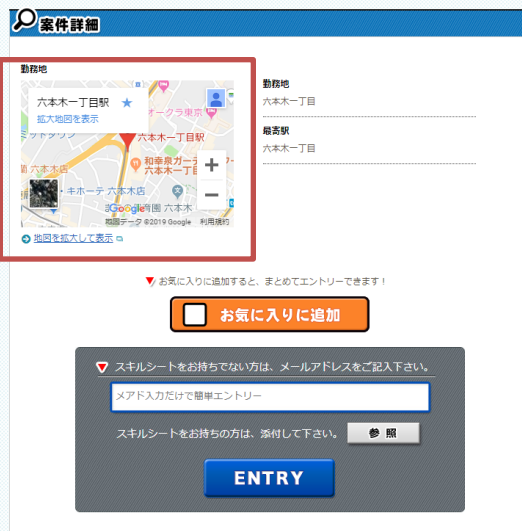 案件詳細
勤務地
六本木一丁目駅
拡大地図を表示
オークラ東京
ミッドタウン
六本木一丁目駅
六本木店
和幸泉ガーデ
六本木一丁目
キホーテ 六本木店
Google
六本木
地図データ ©2019 Google 利用規約
地図を拡大して表示
勤務地
六本木一丁目
最寄駅
六本木一丁目
お気に入りに追加すると、まとめてエントリーできます！
お気に入りに追加
スキルシートをお持ちでない方は、メールアドレスをご記入下さい。
メアド入力だけで簡単エントリー
スキルシートをお持ちの方は、添付して下さい。
参照
ENTRY